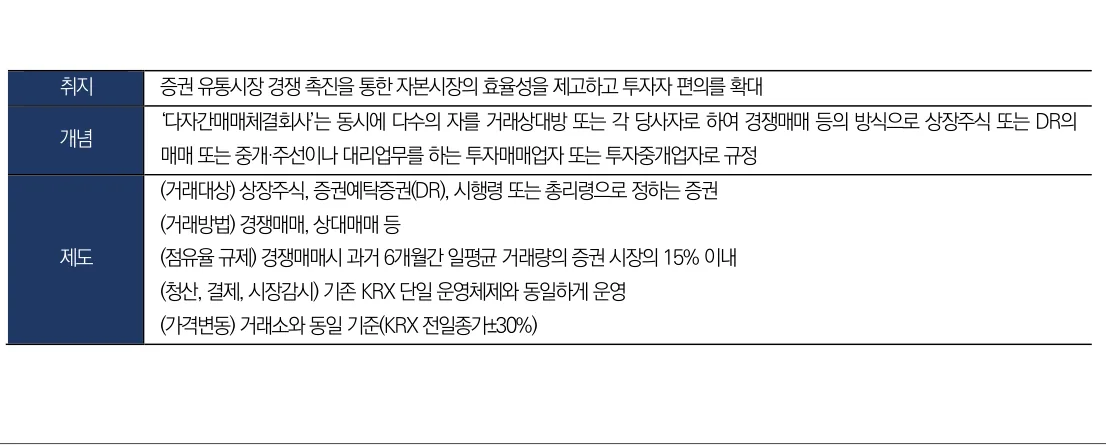 취지
증권 유통시장 경쟁 촉진을 통한 자본시장의 효율성을 제고하고 투자자 편의를 확대
개념
‘다자간매매체결회사’는 동시에 다수의 자를 거래상대방 또는 각 당사자로 하여 경쟁매매 등의 방식으로 상장주식 또는 DR의
매매 또는 중개·주선이나 대리업무를 하는 투자매매업자 또는 투자중개업자로 규정
제도
(거래대상) 상장주식, 증권예탁증권(DR), 시행령 또는 총리령으로 정하는 증권
(거래방법) 경쟁매매, 상대매매 등
(점유율 규제) 경쟁매매시 과거 6개월간 일평균 거래량의 증권 시장의 15% 이내
(청산, 결제, 시장감시) 기존 KRX 단일 운영체제와 동일하게 운영
(가격변동) 거래소와 동일 기준(KRX 전일종가±30%)